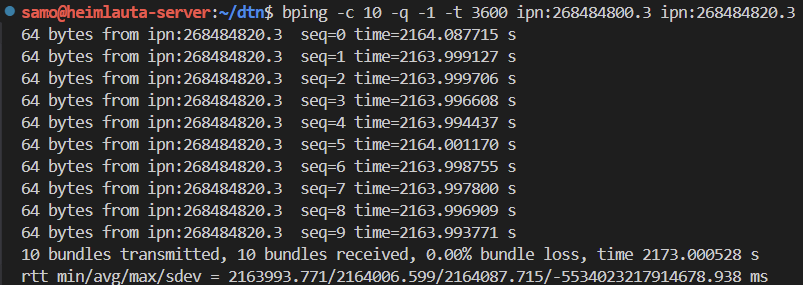 samo@heimlauta-server:~/dtn$ bping -c 10 -q -1 -t 3600 ipn:268484800.3 ipn:268484820.3
64 bytes from ipn:268484820.3  seq=0 time=2164.087715 s
64 bytes from ipn:268484820.3  seq=1 time=2163.999127 s
64 bytes from ipn:268484820.3  seq=2 time=2163.999706 s
64 bytes from ipn:268484820.3  seq=3 time=2163.996608 s
64 bytes from ipn:268484820.3  seq=4 time=2163.994437 s
64 bytes from ipn:268484820.3  seq=5 time=2164.001170 s
64 bytes from ipn:268484820.3  seq=6 time=2163.998755 s
64 bytes from ipn:268484820.3  seq=7 time=2163.997800 s
64 bytes from ipn:268484820.3  seq=8 time=2163.996909 s
64 bytes from ipn:268484820.3  seq=9 time=2163.993771 s
10 bundles transmitted, 10 bundles received, 0.00% bundle loss, time 2173.000528 s
rtt min/avg/max/sdev = 2163993.771/2164006.599/2164087.715/-5534023217914678.938 ms